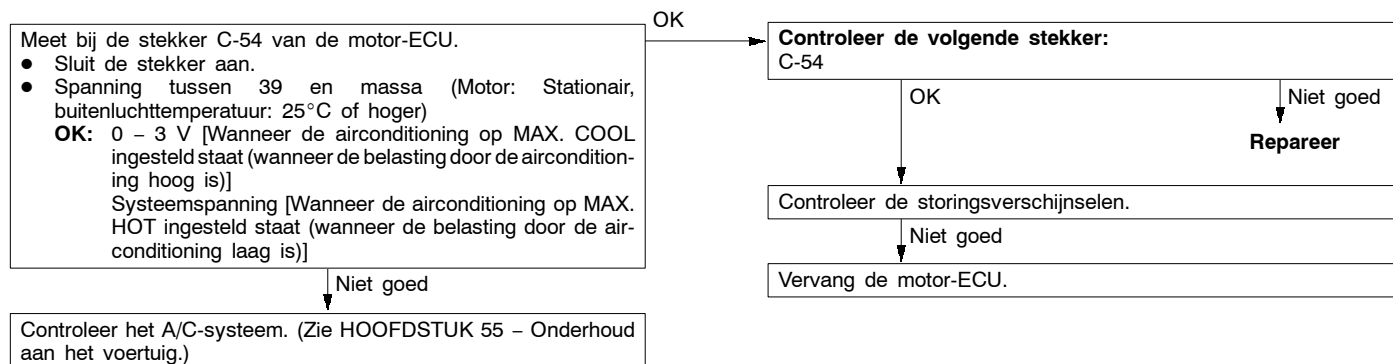 Meet bij de stekker C-54 van de motor-ECU.
● Sluit de stekker aan.
● Spanning tussen 39 en massa (Motor: Stationair,
buitenluchttemperatuur: 25°C of hoger)
OK: 0 – 3 V [Wanneer de airconditioning op MAX. COOL
ingesteld staat (wanneer de belasting door de aircondition-
ing hoog is)]
Systeemspanning [Wanneer de airconditioning op MAX.
HOT ingesteld staat (wanneer de belasting door de air-
conditioning laag is)]
Niet goed
Controleer het A/C-systeem. (Zie HOOFDSTUK 55 – Onderhoud
aan het voertuig.)
OK
Controleer de volgende stekker:
C-54
OK
Niet goed
Repareer
Controleer de storingsverschijnselen.
Niet goed
Vervang de motor-ECU.